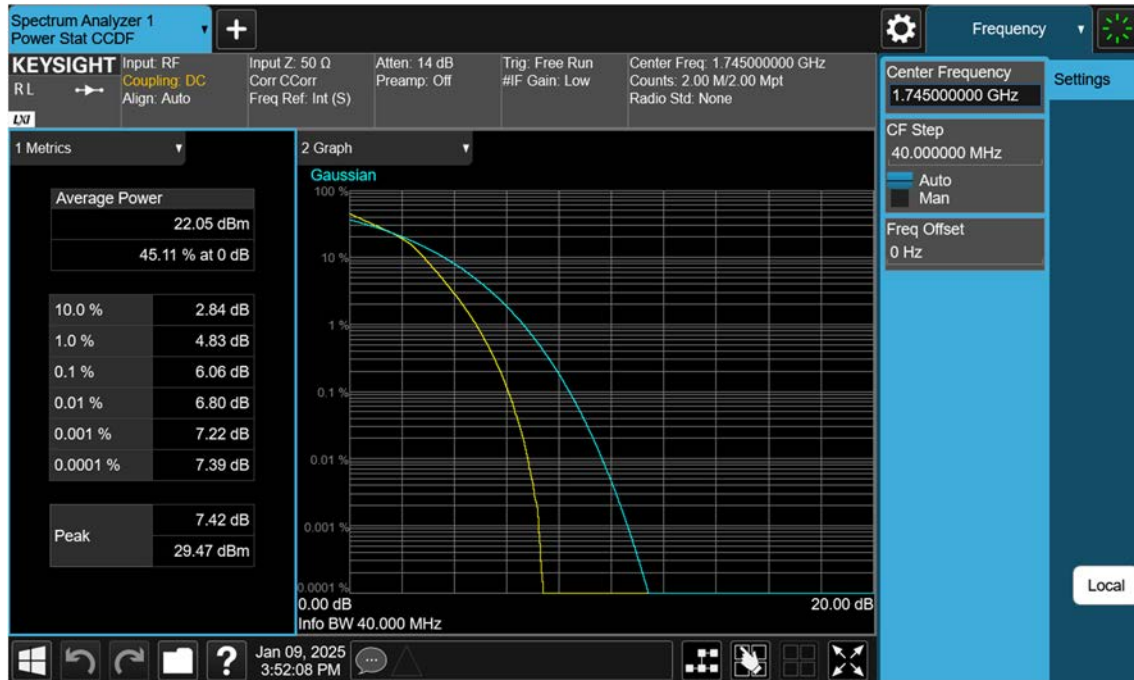 Spectrum Analyzer 1
Power Stat CCDF
+
Frequency
KEYSIGHT
RL
LXI
Input: RF
Coupling: DC
Align: Auto
Input Z: 50 Ω
Corr CCorr
Freq Ref: Int (S)
Atten: 14 dB
Preamp: Off
Trig: Free Run
#IF Gain: Low
Center Freq: 1.745000000 GHz
Counts: 2.00 M/2.00 Mpt
Radio Std: None
Center Frequency
1.745000000 GHz
Settings
CF Step
40.000000 MHz
Auto
Man
Freq Offset
0 Hz
Local
1 Metrics
Average Power
22.05 dBm
45.11 % at 0 dB
10.0 % 2.84 dB
1.0 % 4.83 dB
0.1 % 6.06 dB
0.01 % 6.80 dB
0.001 % 7.22 dB
0.0001 % 7.39 dB
Peak
7.42 dB
29.47 dBm
2 Graph
Gaussian
100 %
10 %
1 %
0.1 %
0.01 %
0.001 %
0.0001 %
0.00 dB 20.00 dB
Info BW 40.000 MHz
?
Jan 09, 2025
3:52:08 PM